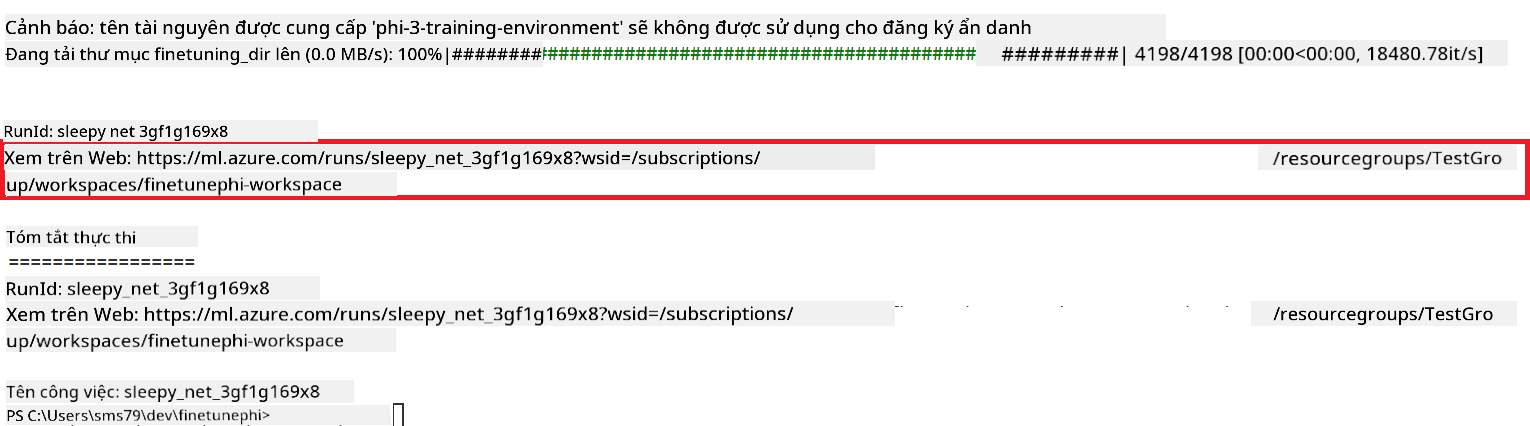 Cảnh báo: tên tài nguyên được cung cấp 'phi-3-training-environment' sẽ không được sử dụng cho đăng ký ẩn danh
Đang tải thư mục finetuning_dir lên (0.0 MB/s): 100%|############################################## #########| 4198/4198 [00:00<00:00, 18480.78it/s]
RunId: sleepy net 3gf1g169x8
Xem trên Web: https://ml.azure.com/runs/sleepy_net_3gf1g169x8?wsid=/subscriptions/ /resourcegroups/TestGro
up/workspaces/finetunephi-workspace
Tóm tắt thực thi
=================
RunId: sleepy_net_3gf1g169x8
Xem trên Web: https://ml.azure.com/runs/sleepy_net_3gf1g169x8?wsid=/subscriptions/ /resourcegroups/TestGro
up/workspaces/finetunephi-workspace
Tên công việc: sleepy_net_3gf1g169x8
PS C:\Users\sms79\dev\finetunephi>